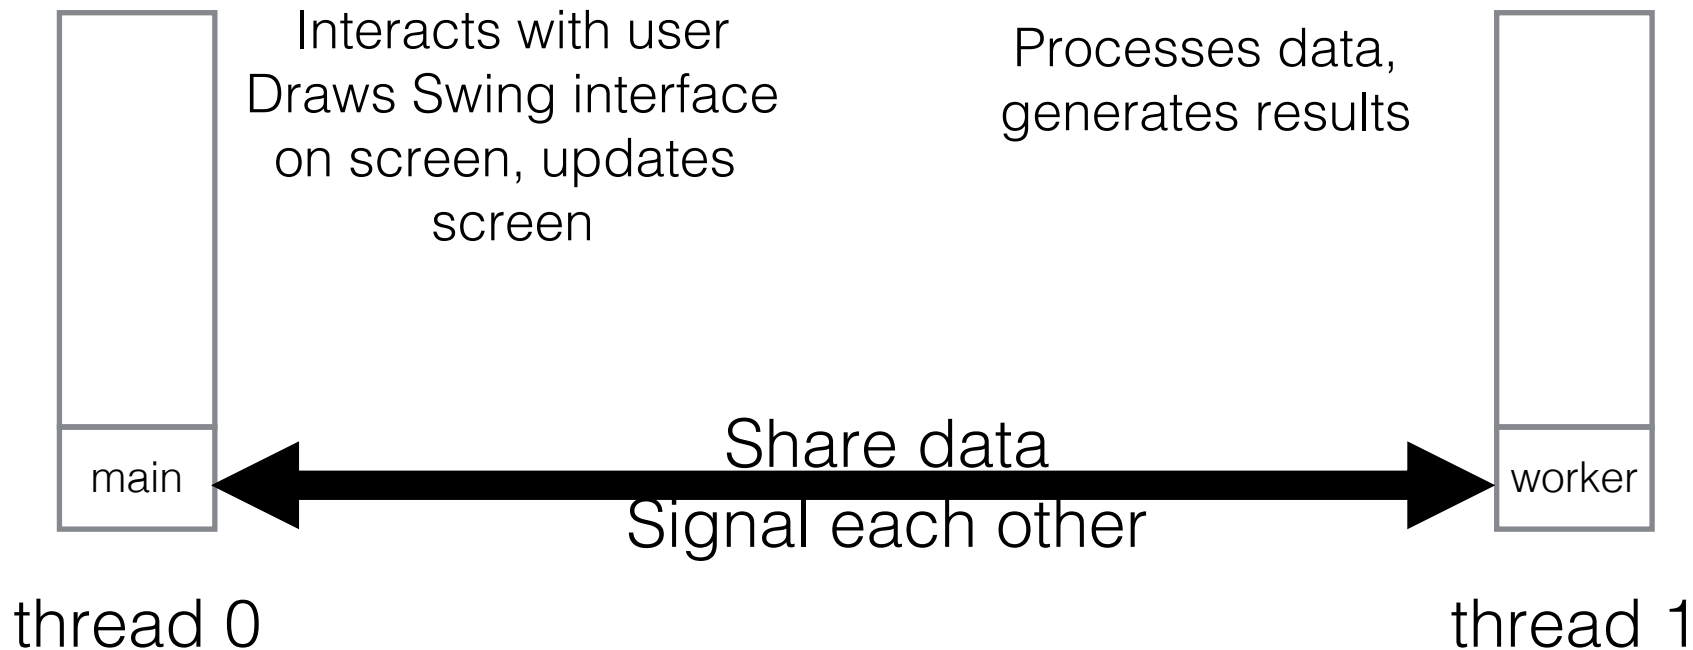 Interacts with user
Draws Swing interface
on screen, updates
screen
Processes data,
generates results
Share data
Signal each other
main
worker
thread 0
thread 1